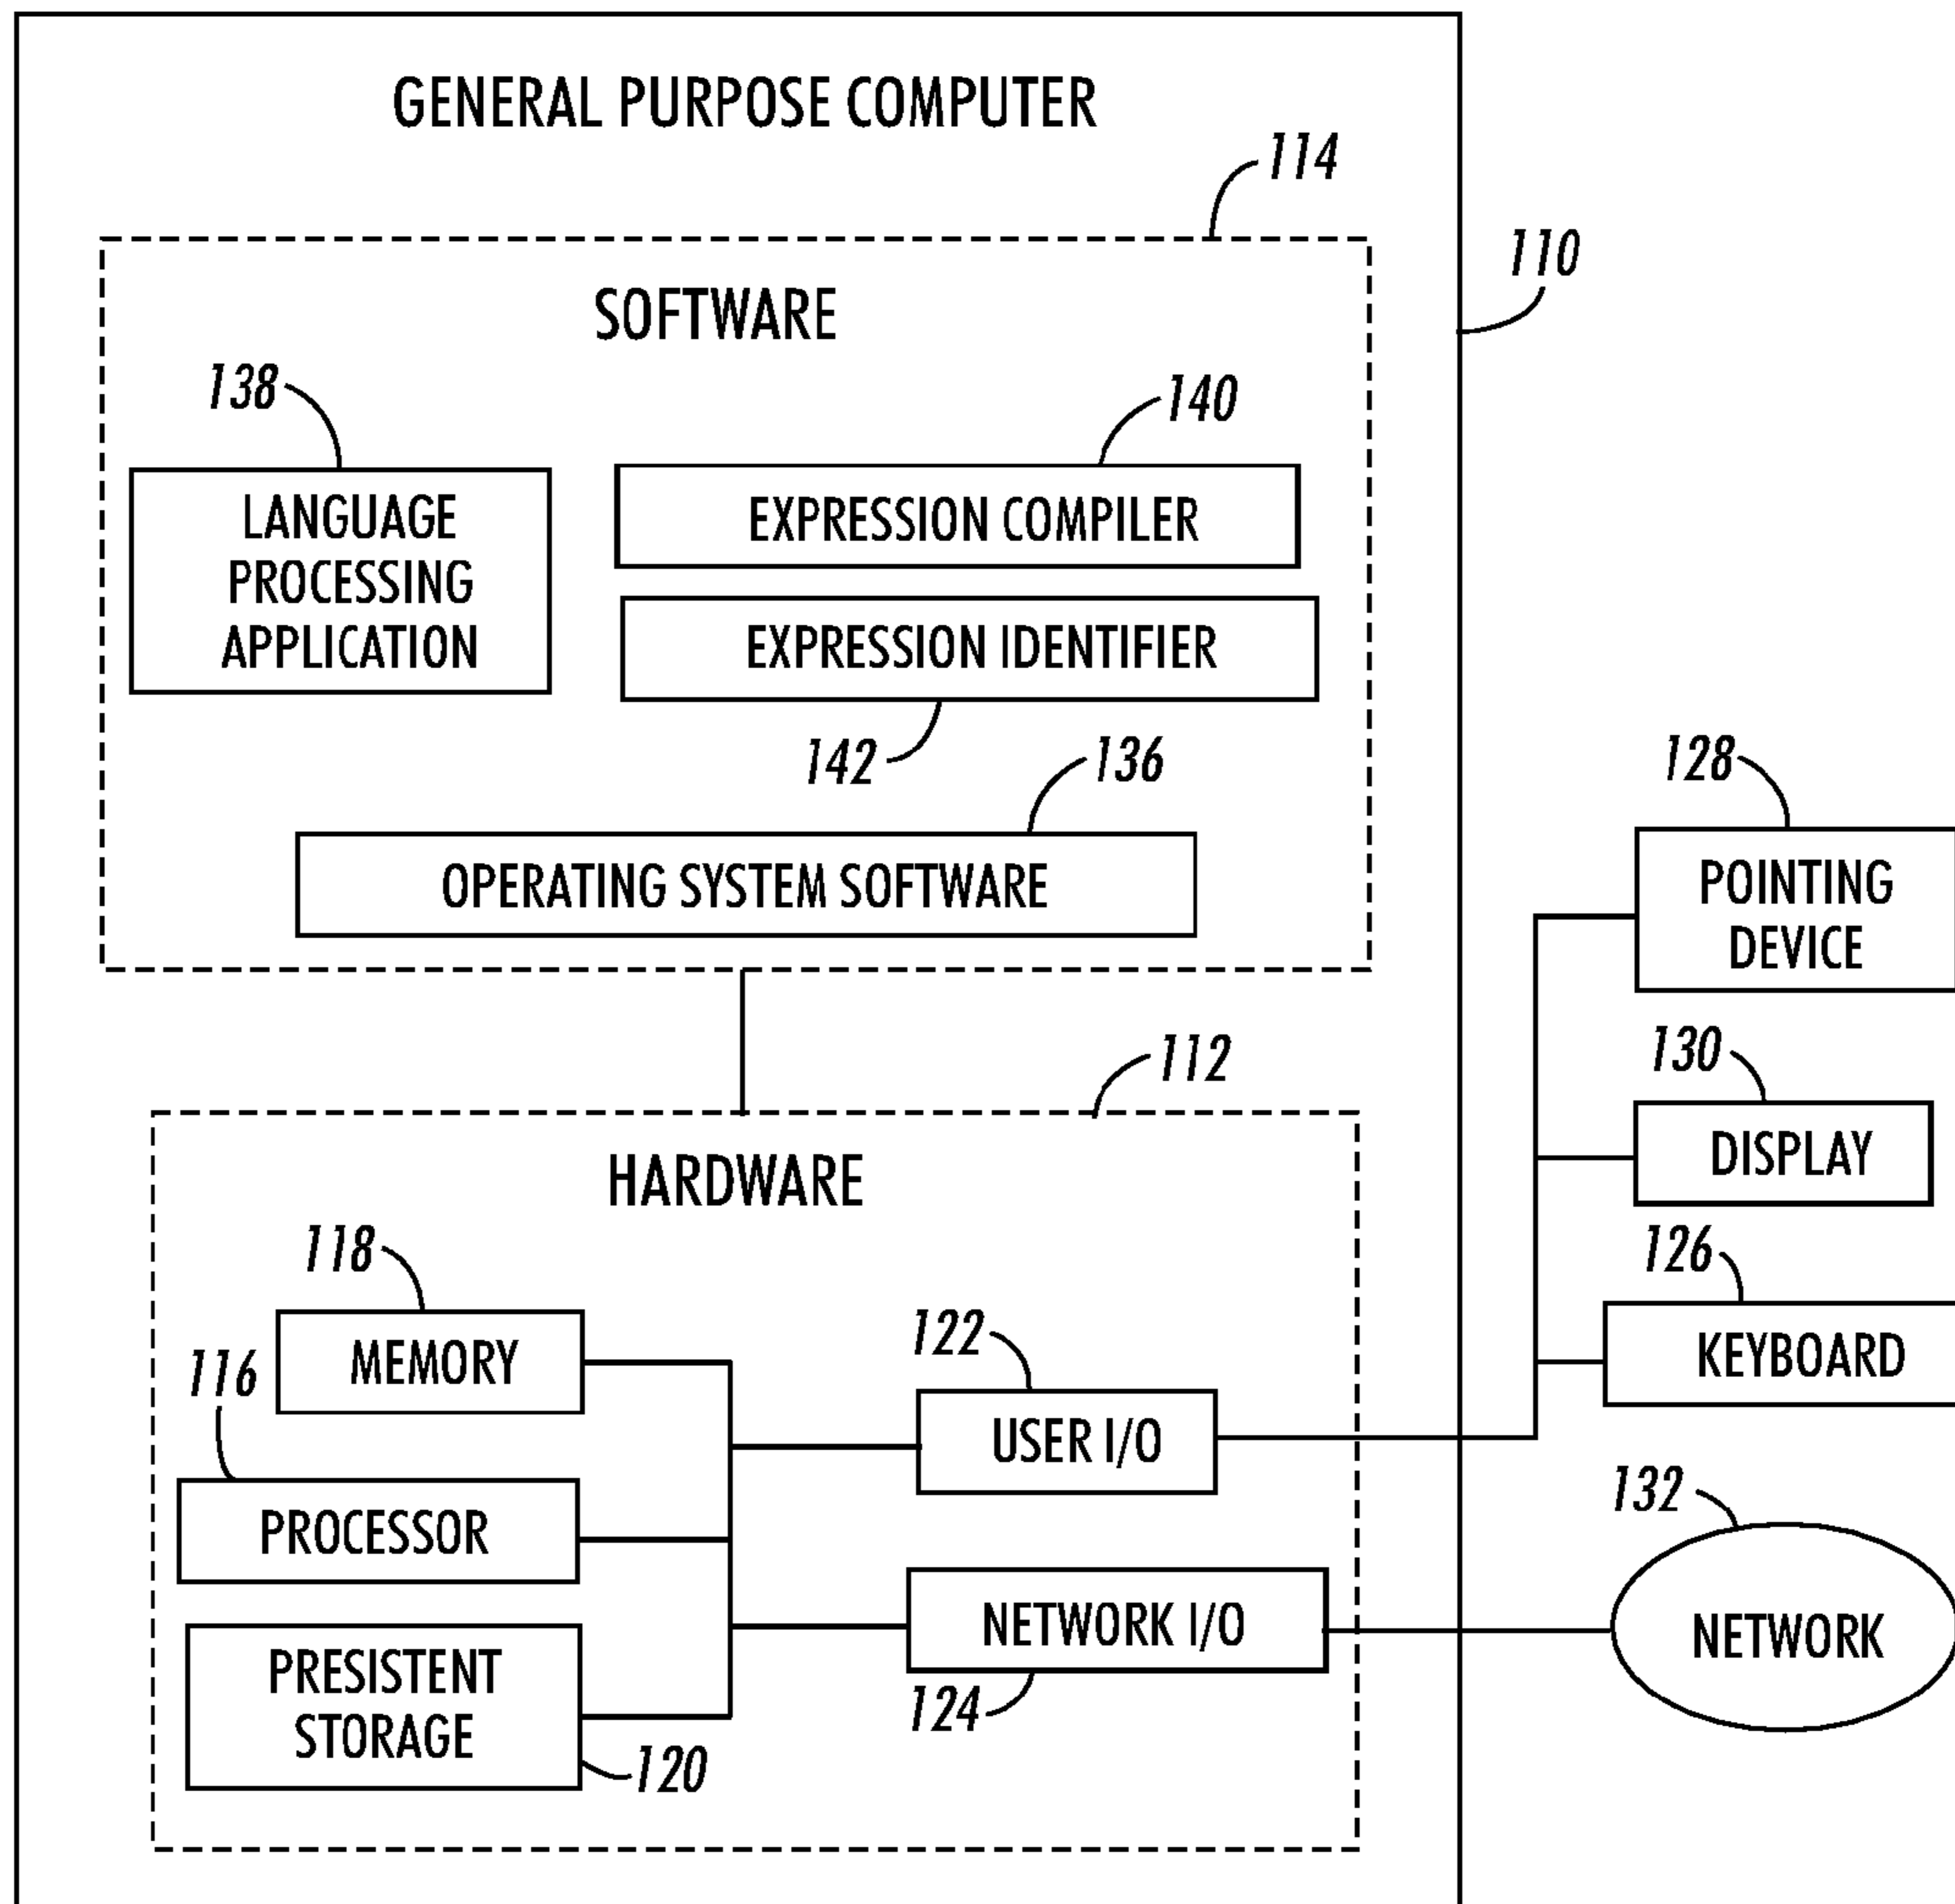 GENERAL PURPOSE COMPUTER
114
110
SOFTWARE
138
140
LANGUAGE
PROCESSING
APPLICATION
EXPRESSION COMPILER
EXPRESSION IDENTIFIER
142
136
OPERATING SYSTEM SOFTWARE
128
POINTING
DEVICE
130
DISPLAY
126
KEYBOARD
132
NETWORK
112
HARDWARE
118
MEMORY
116
PROCESSOR
PRESISTENT
STORAGE
120
122
USER I/O
NETWORK I/O
124